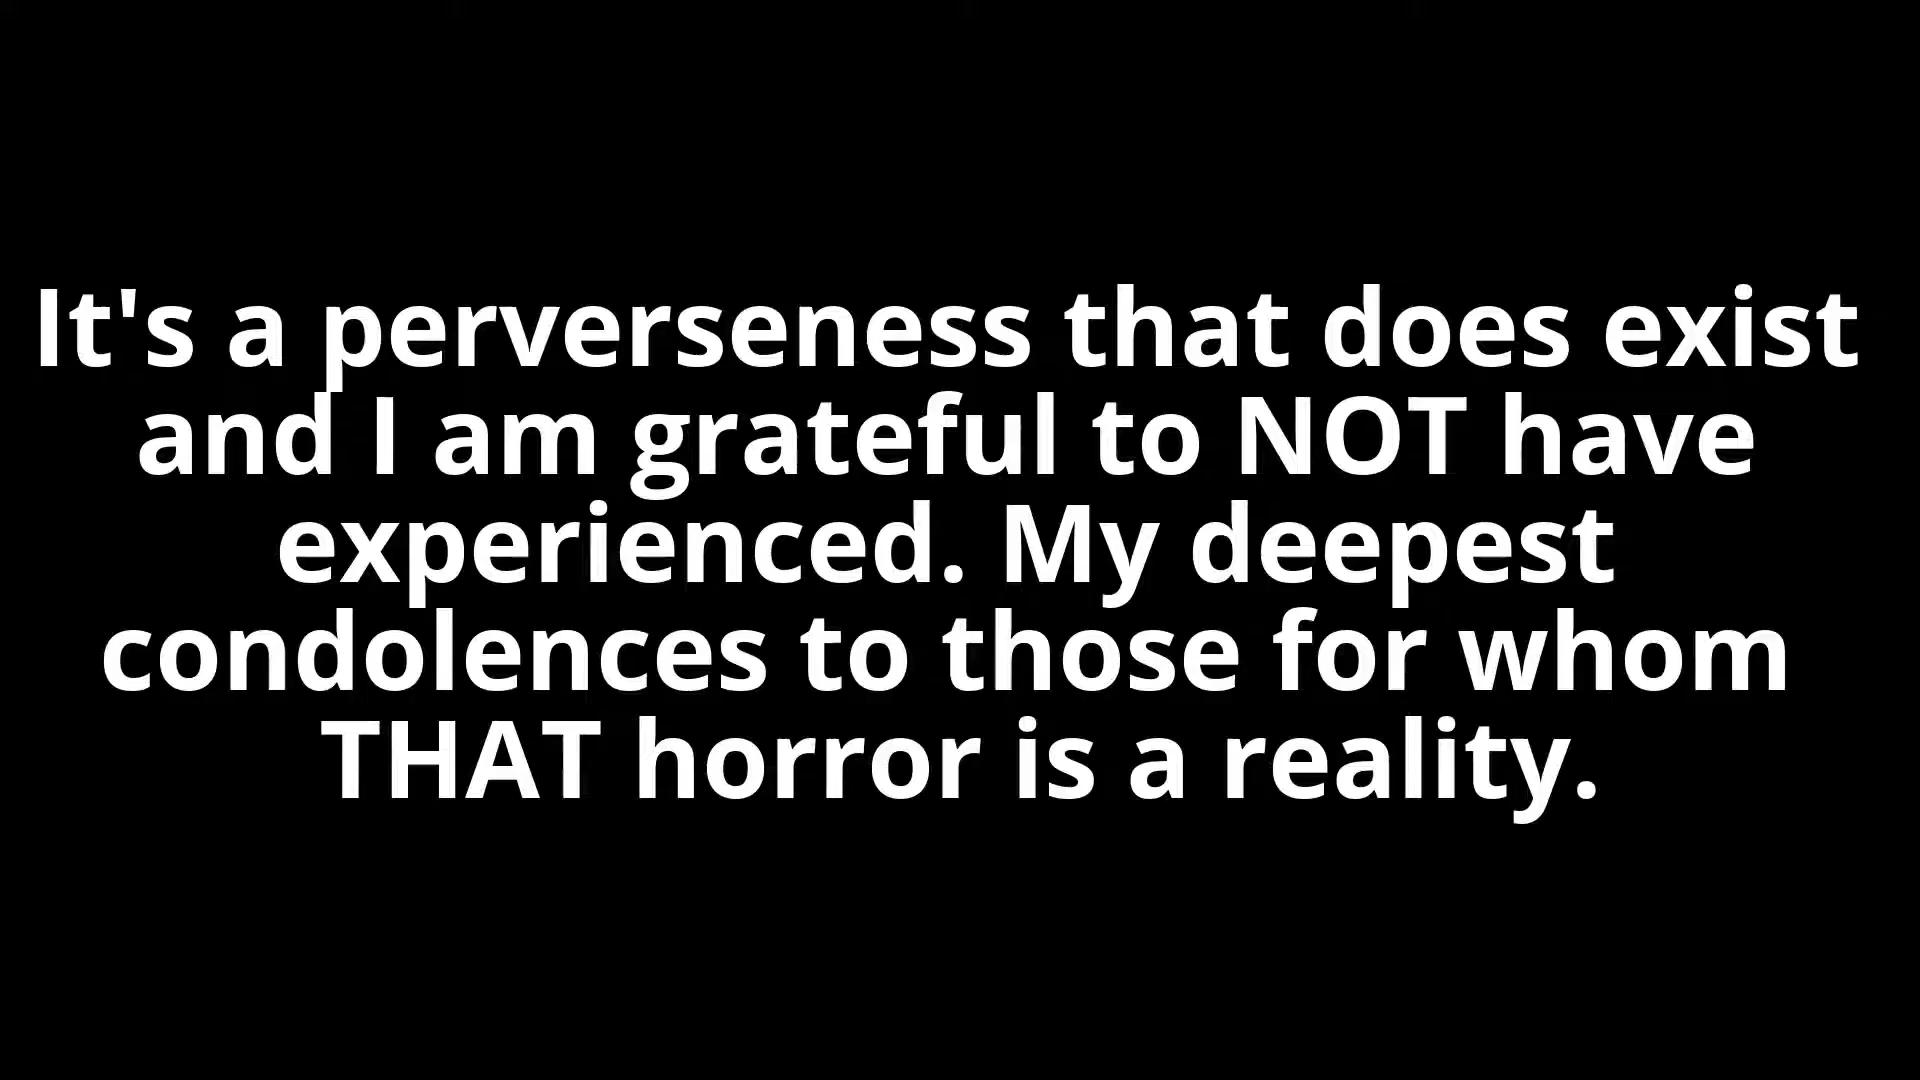 It's a perverseness that does exist
and I am grateful to NOT have
experienced. My deepest
condolences to those for whom
THAT horror is a reality.